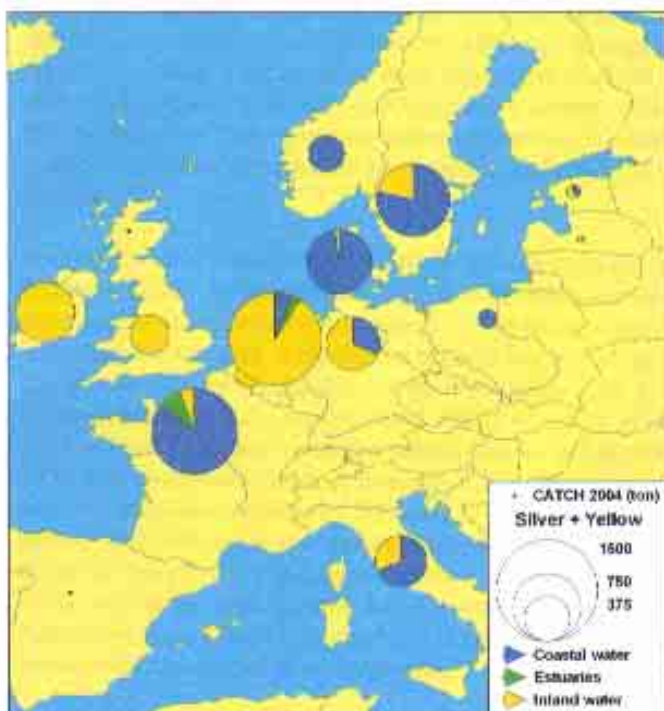 CATCH 2004 (ton)
Silver + Yellow
1500
750
375
Coastal water
Estuaries
Inland water